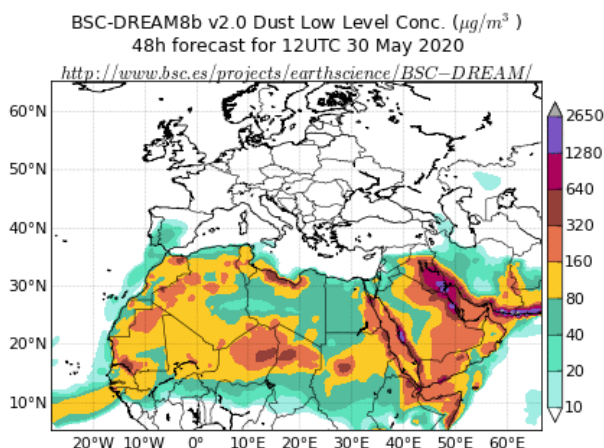 BSC-DREAM8b v2.0 Dust Low Level Conc. (μg/m³ )
48h forecast for 12UTC 30 May 2020
http://www.bsc.es/projects/earthscience/BSC−DREAM/
60°N
50°N
40°N
30°N
20°N
10°N
20°W 10°W 0° 10°E 20°E 30°E 40°E 50°E 60°E
2650
1280
640
320
160
80
40
20
10